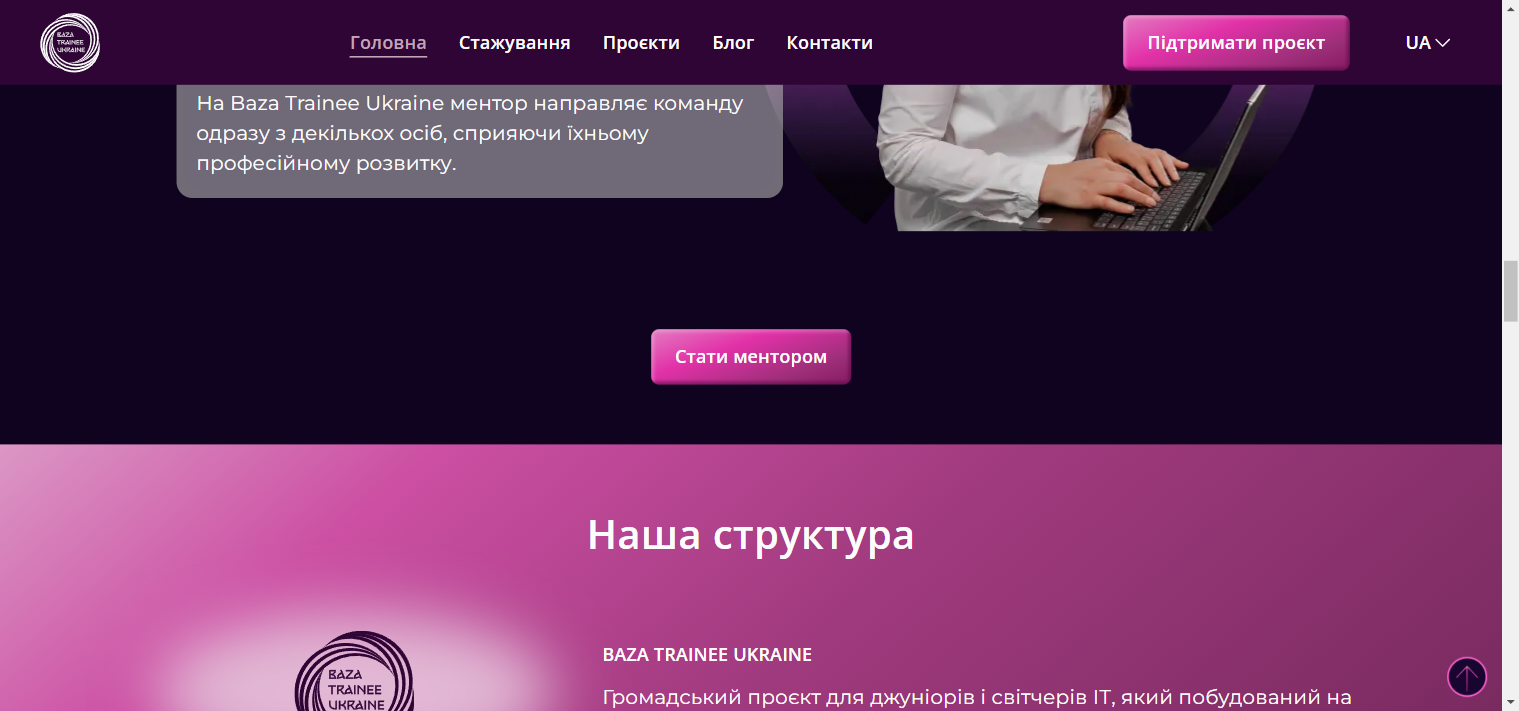 BAZA
TRAINEE
UKRAINE
Головна
Стажування
Проєкти
Блог
Контакти
Підтримати проєкт
UA
На Baza Trainee Ukraine ментор направляє команду
одразу з декількох осіб, сприяючи їхньому
професійному розвитку.
Стати ментором
Наша структура
BAZA
TRAINEE
UKRAINE
BAZA TRAINEE UKRAINE
Громадський проєкт для джуніорів і світчерів ІТ, який побудований на